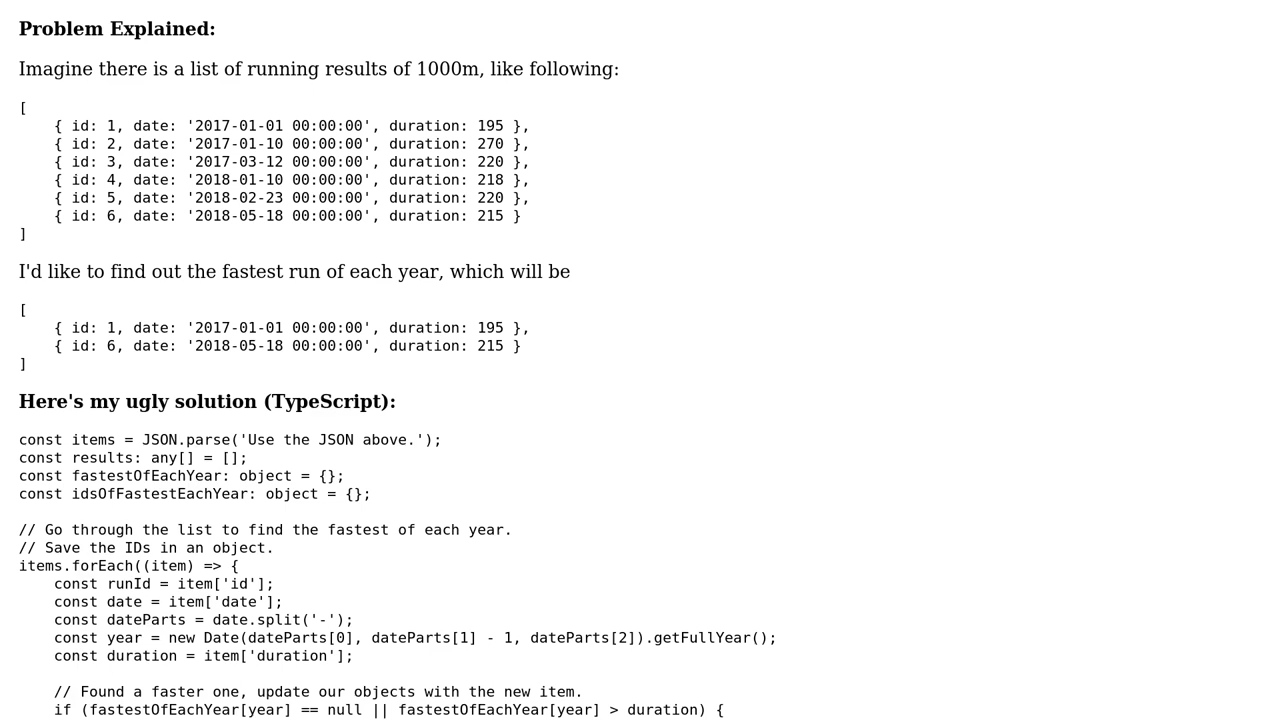 Problem Explained:
Imagine there is a list of running results of 1000m, like following:
[
    { id: 1, date: '2017-01-01 00:00:00', duration: 195 },
    { id: 2, date: '2017-01-10 00:00:00', duration: 270 },
    { id: 3, date: '2017-03-12 00:00:00', duration: 220 },
    { id: 4, date: '2018-01-10 00:00:00', duration: 218 },
    { id: 5, date: '2018-02-23 00:00:00', duration: 220 },
    { id: 6, date: '2018-05-18 00:00:00', duration: 215 }
]
I'd like to find out the fastest run of each year, which will be
[
    { id: 1, date: '2017-01-01 00:00:00', duration: 195 },
    { id: 6, date: '2018-05-18 00:00:00', duration: 215 }
]
Here's my ugly solution (TypeScript):
const items = JSON.parse('Use the JSON above.');
const results: any[] = [];
const fastestOfEachYear: object = {};
const idsOfFastestEachYear: object = {};
// Go through the list to find the fastest of each year.
// Save the IDs in an object.
items.forEach((item) => {
    const runId = item['id'];
    const date = item['date'];
    const dateParts = date.split('-');
    const year = new Date(dateParts[0], dateParts[1] - 1, dateParts[2]).getFullYear();
    const duration = item['duration'];
    // Found a faster one, update our objects with the new item.
    if (fastestOfEachYear[year] == null || fastestOfEachYear[year] > duration) {